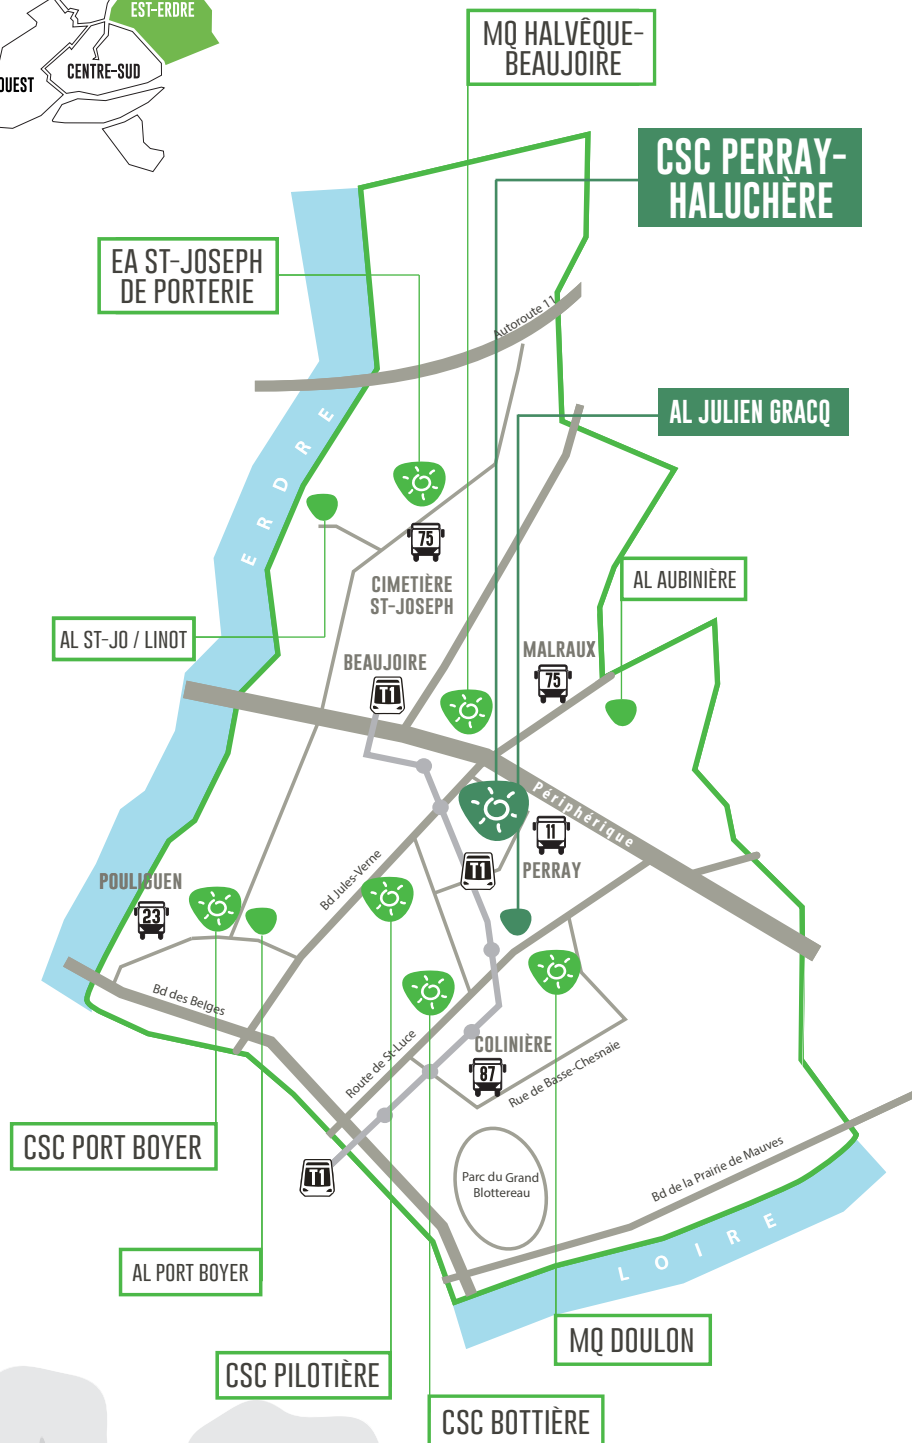 EST-ERDRE
CENTRE-SUD
OUEST
MQ HALVÊQUE-
BEAUJOIRE
CSC PERRAY-
HALUCHÈRE
EA ST-JOSEPH
DE PORTERIE
Autoroute 11
AL JULIEN GRACQ
ERDRE
75
CIMETIÈRE
ST-JOSEPH
AL AUBINIÈRE
AL ST-JO / LINOT
BEAUJOIRE
T1
MALRAUX
75
Périphérique
11
PERRAY
T1
Bd Jules-Verne
POULIGUEN
23
Bd des Belges
Route de St-Luce
COLINIÈRE
87
Rue de Basse-Chesnaie
CSC PORT BOYER
T1
Parc du Grand
Blottereau
Bd de la Prairie de Mauves
LOIRE
AL PORT BOYER
MQ DOULON
CSC PILOTIÈRE
CSC BOTTIÈRE